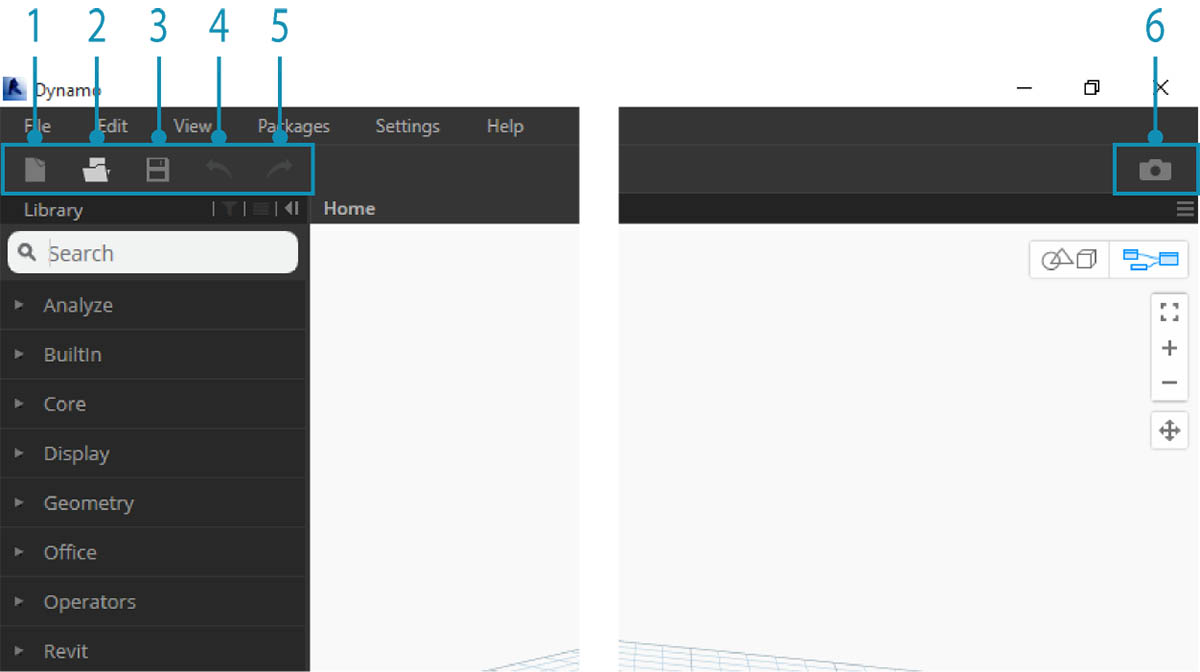 1 2 3 4 5 6
Dynamo
File Edit View Packages Settings Help
Library Home
Search
Analyze
BuiltIn
Core
Display
Geometry
Office
Operators
Revit